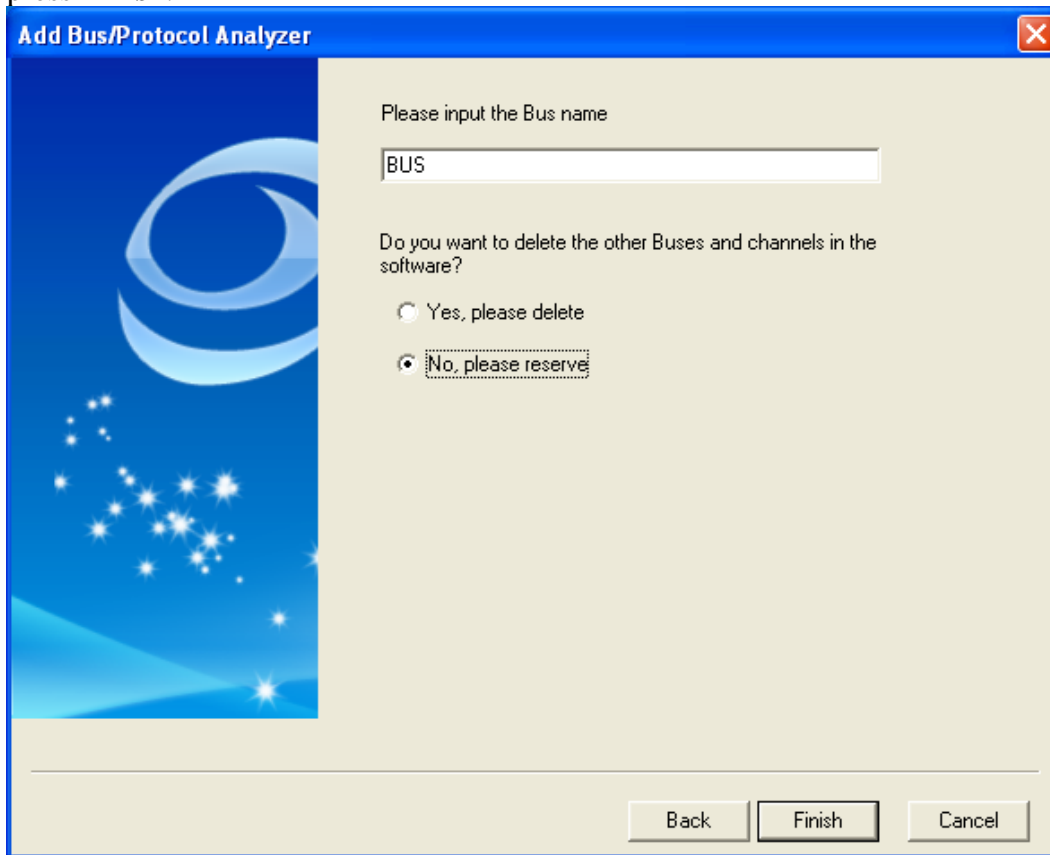 Add Bus/Protocol Analyzer
Please input the Bus name
BUS
Do you want to delete the other Buses and channels in the
software?
Yes, please delete
No, please reserve
Back
Finish
Cancel